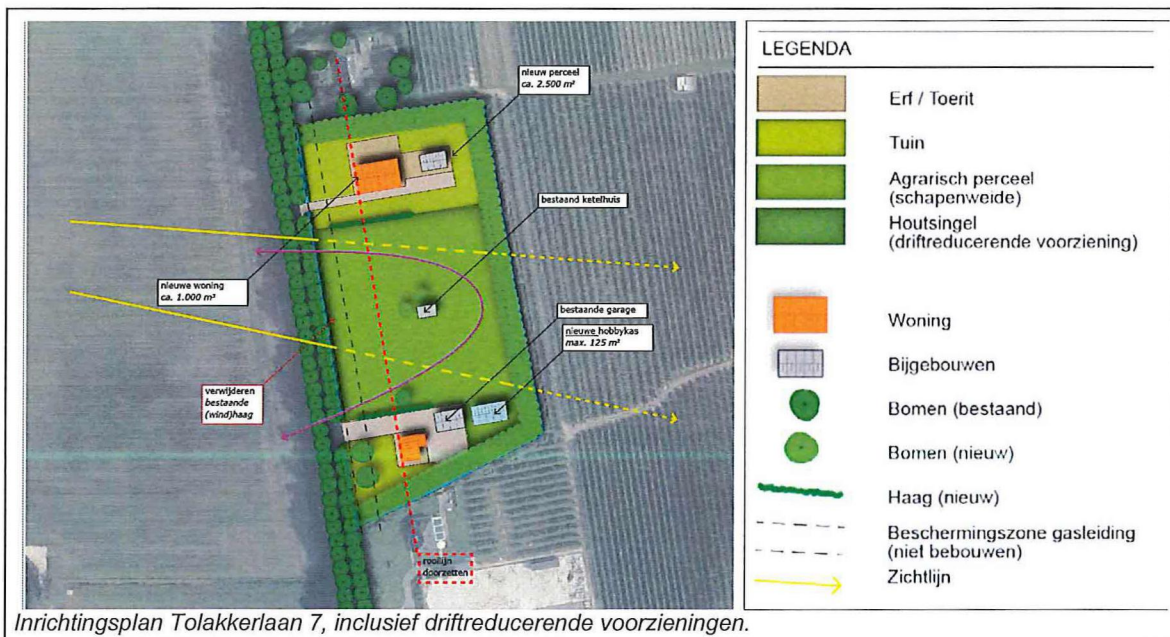 nieuw perceel
ca. 2.500 m²
bestaand ketelhuis
nieuwe woning
ca. 1.000 m³
bestaande garage
nieuwe hobbykas
max. 125 m²
verwijderen
bestaande
(wind)haag
rooilijn
doorzetten
LEGENDA
Erf / Toerit
Tuin
Agrarisch perceel
(schapenweide)
Houtsingel
(driftreducerende voorziening)
Woning
Bijgebouwen
Bomen (bestaand)
Bomen (nieuw)
Haag (nieuw)
Beschermingszone gasleiding
(niet bebouwen)
Zichtlijn
Inrichtingsplan Tolakkerlaan 7, inclusief driftreducerende voorzieningen.